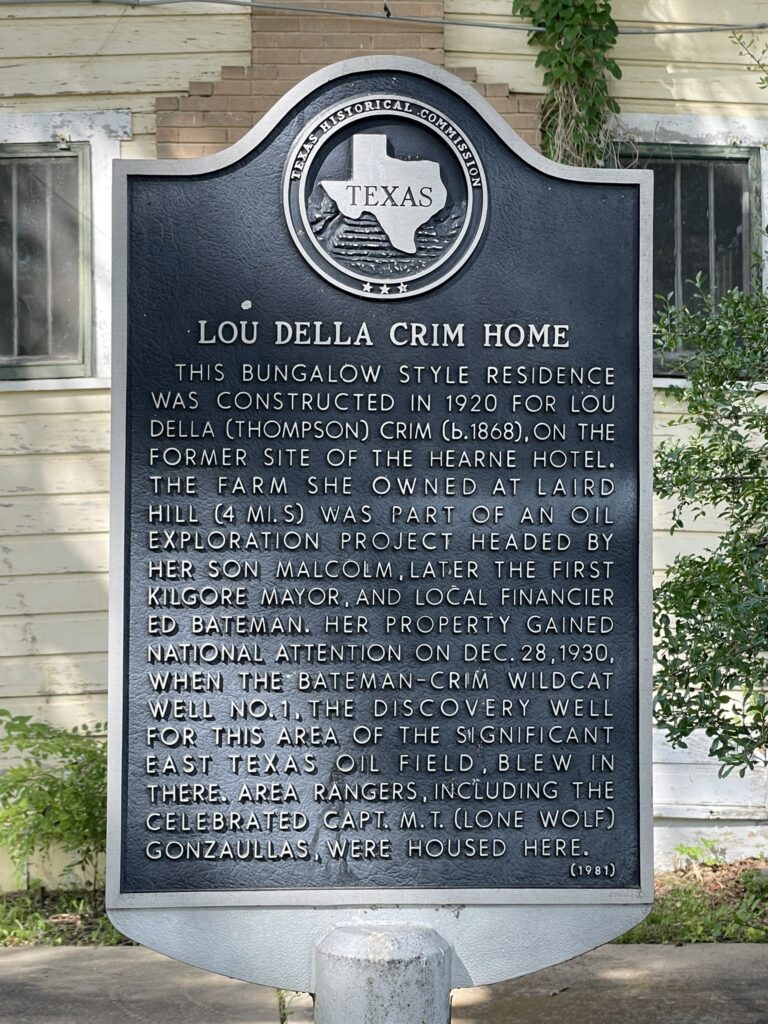 TEXAS HISTORICAL COMMISSION
TEXAS
LOU DELLA CRIM HOME
THIS BUNGALOW STYLE RESIDENCE
WAS CONSTRUCTED IN 1920 FOR LOU
DELLA (THOMPSON) CRIM (b.1868), ON THE
FORMER SITE OF THE HEARNE HOTEL.
THE FARM SHE OWNED AT LAIRD
HILL (4 MI. S) WAS PART OF AN OIL
EXPLORATION PROJECT HEADED BY
HER SON MALCOLM, LATER THE FIRST
KILGORE MAYOR, AND LOCAL FINANCIER
ED BATEMAN. HER PROPERTY GAINED
NATIONAL ATTENTION ON DEC. 28, 1930,
WHEN THE BATEMAN-CRIM WILDCAT
WELL NO. 1, THE DISCOVERY WELL
FOR THIS AREA OF THE SIGNIFICANT
EAST TEXAS OIL FIELD, BLEW IN
THERE. AREA RANGERS, INCLUDING THE
CELEBRATED CAPT. M.T. (LONE WOLF)
GONZAULLAS, WERE HOUSED HERE.
(1981)